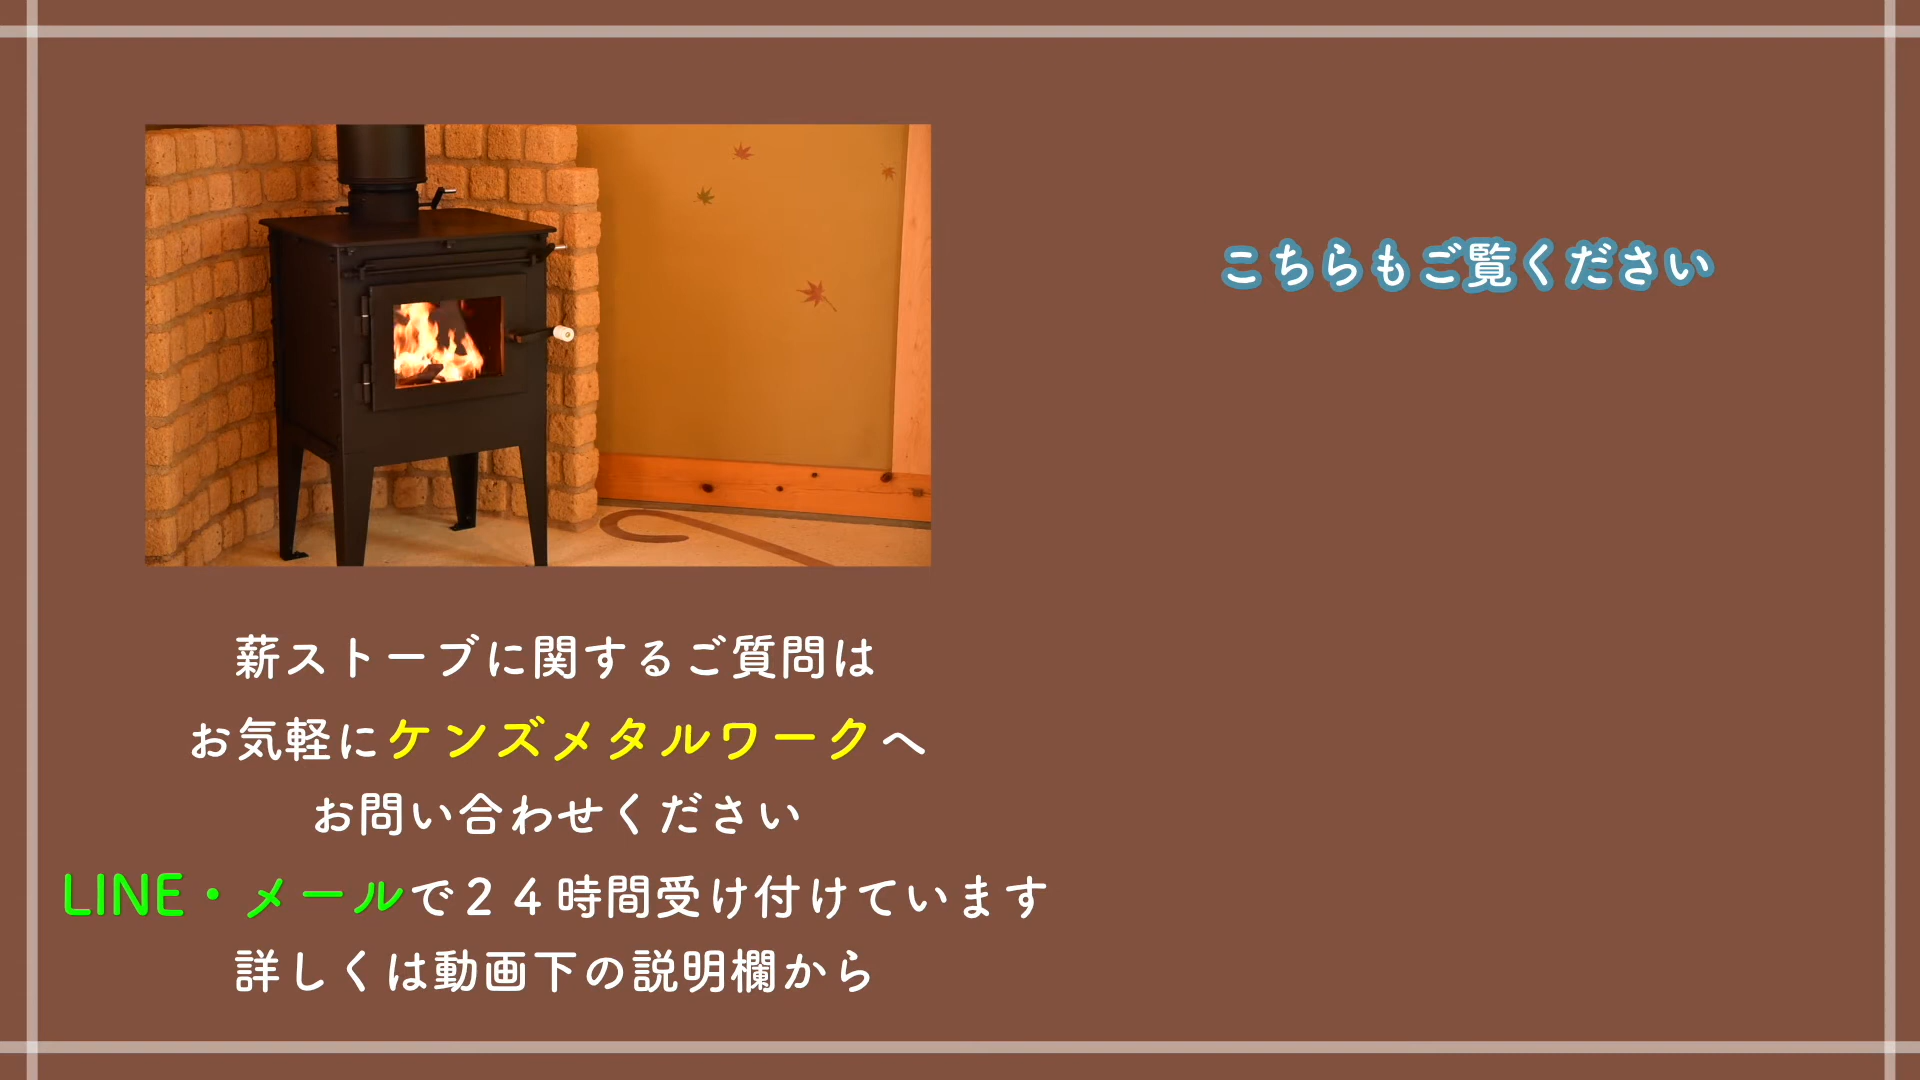 こちらもご覧ください
薪ストーブに関するご質問は
お気軽にケンズメタルワークへ
お問い合わせください
LINE・メールで２４時間受け付けています
詳しくは動画下の説明欄から